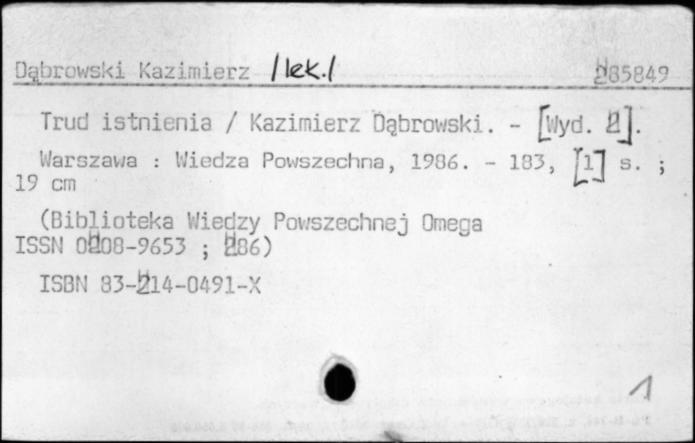 Dąbrowski Kazimierz /lek./ 285849
Trud istnienia / Kazimierz Dąbrowski. - [Wyd. 2].
Warszawa : Wiedza Powszechna, 1986. - 183, [1] s. ;
19 cm
(Biblioteka Wiedzy Powszechnej Omega
ISSN 0208-9653 ; 286)
ISBN 83-214-0491-X
1